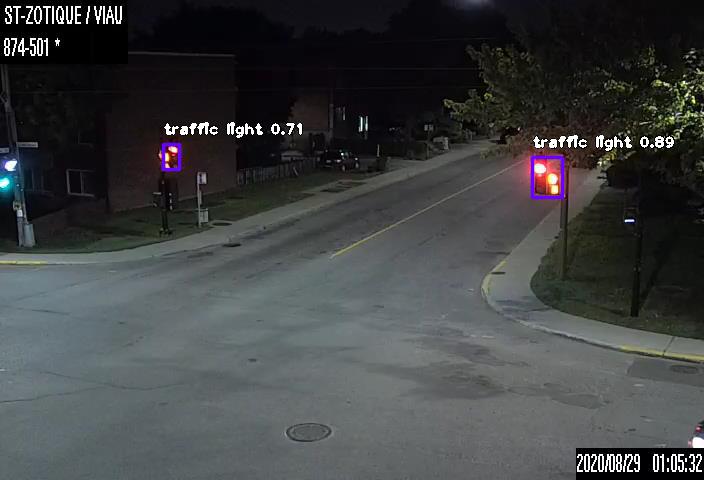 ST-ZOTIQUE / VIAU
874-501 *
traffic light 0.71
traffic light 0.89
2020/08/29 01:05:32